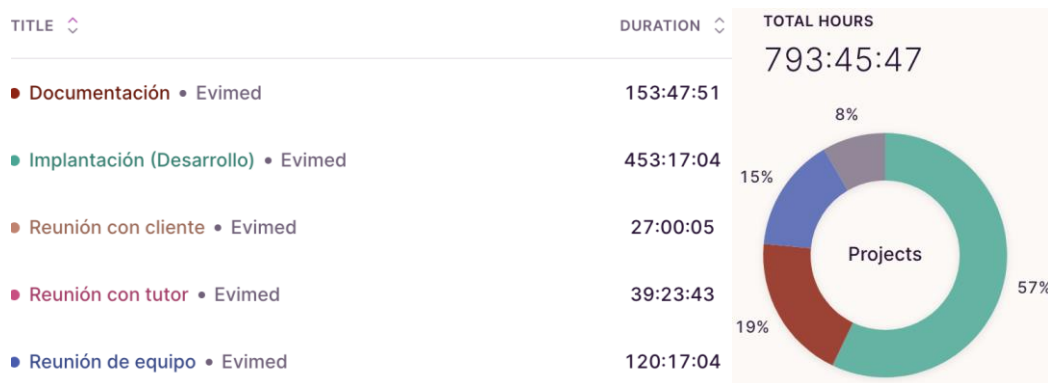 TITLE DURATION
Documentación • Evimed 153:47:51
Implantación (Desarrollo) • Evimed 453:17:04
Reunión con cliente • Evimed 27:00:05
Reunión con tutor • Evimed 39:23:43
Reunión de equipo • Evimed 120:17:04
TOTAL HOURS
793:45:47
8%
15%
Projects
57%
19%